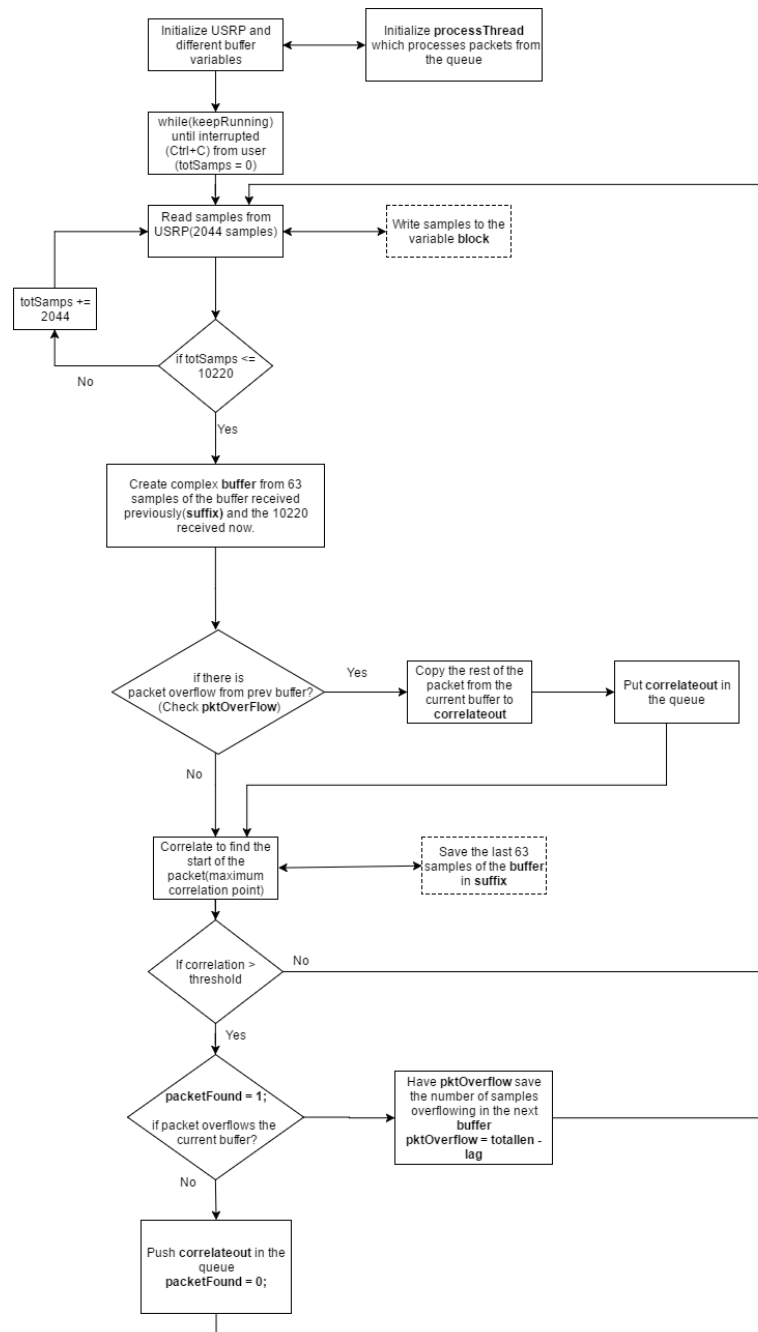 Initialize USRP and
different buffer
variables
Initialize processThread
which processes packets from
the queue
while(keepRunning)
until interrupted
(Ctrl+C) from user
(totSamps = 0)
Read samples from
USRP(2044 samples)
Write samples to the
variable block
totSamps +=
2044
if totSamps <=
10220
No
Yes
Create complex buffer from 63
samples of the buffer received
previously(suffix) and the 10220
received now.
if there is
packet overflow from prev buffer?
(Check pktOverFlow)
Yes
Copy the rest of the
packet from the
current buffer to
correlateout
Put correlateout in
the queue
No
Correlate to find the
start of the
packet(maximum
correlation point)
Save the last 63
samples of the buffer
in suffix
If correlation >
threshold
No
Yes
packetFound = 1;
if packet overflows the
current buffer?
Have pktOverflow save
the number of samples
overflowing in the next
buffer
pktOverflow = totallen -
lag
No
Push correlateout in the
queue
packetFound = 0;